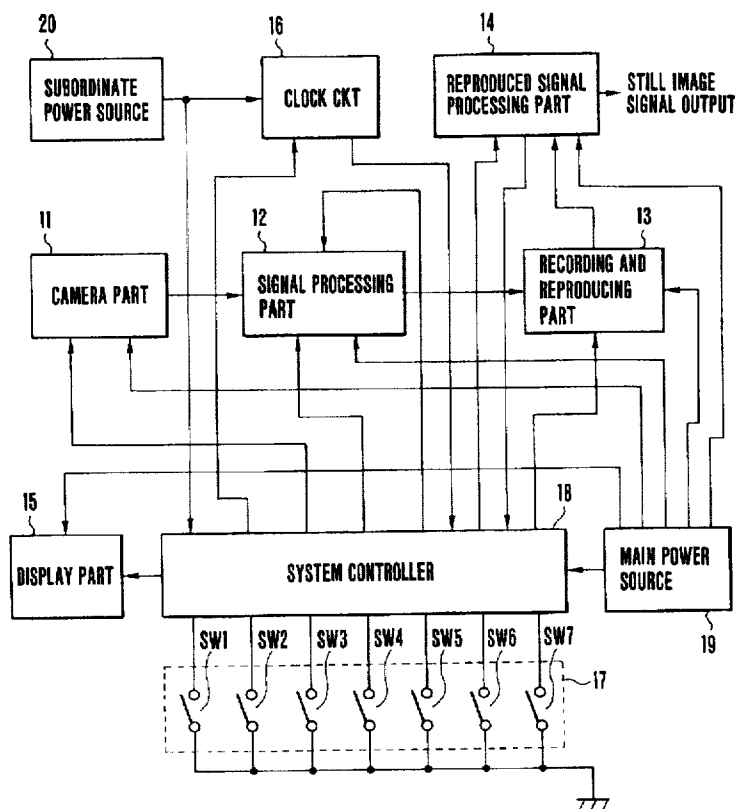 20
SUBORDINATE
POWER SOURCE
16
CLOCK CKT
14
REPRODUCED SIGNAL
PROCESSING PART
STILL IMAGE
SIGNAL OUTPUT
11
CAMERA PART
12
SIGNAL PROCESSING
PART
13
RECORDING AND
REPRODUCING
PART
15
DISPLAY PART
18
SYSTEM CONTROLLER
MAIN POWER
SOURCE
19
SW1 SW2 SW3 SW4 SW5 SW6 SW7
17